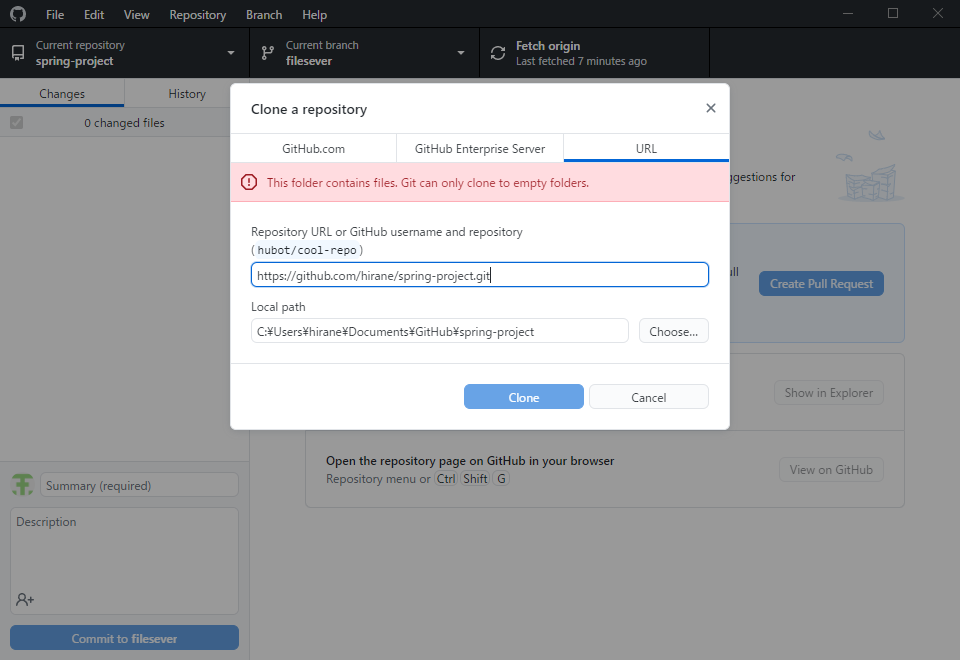 File Edit View Repository Branch Help
Current repository
spring-project
Current branch
filesever
Fetch origin
Last fetched 7 minutes ago
Changes
History
0 changed files
Clone a repository
GitHub.com
GitHub Enterprise Server
URL
This folder contains files. Git can only clone to empty folders.
Repository URL or GitHub username and repository
(hubot/cool-repo)
https://github.com/hirane/spring-project.git
Local path
C:¥Users¥hirane¥Documents¥GitHub¥spring-project
Choose...
Clone
Cancel
for
Create Pull Request
Show in Explorer
Open the repository page on GitHub in your browser
Repository menu or Ctrl Shift G
View on GitHub
Summary (required)
Description
Commit to filesever